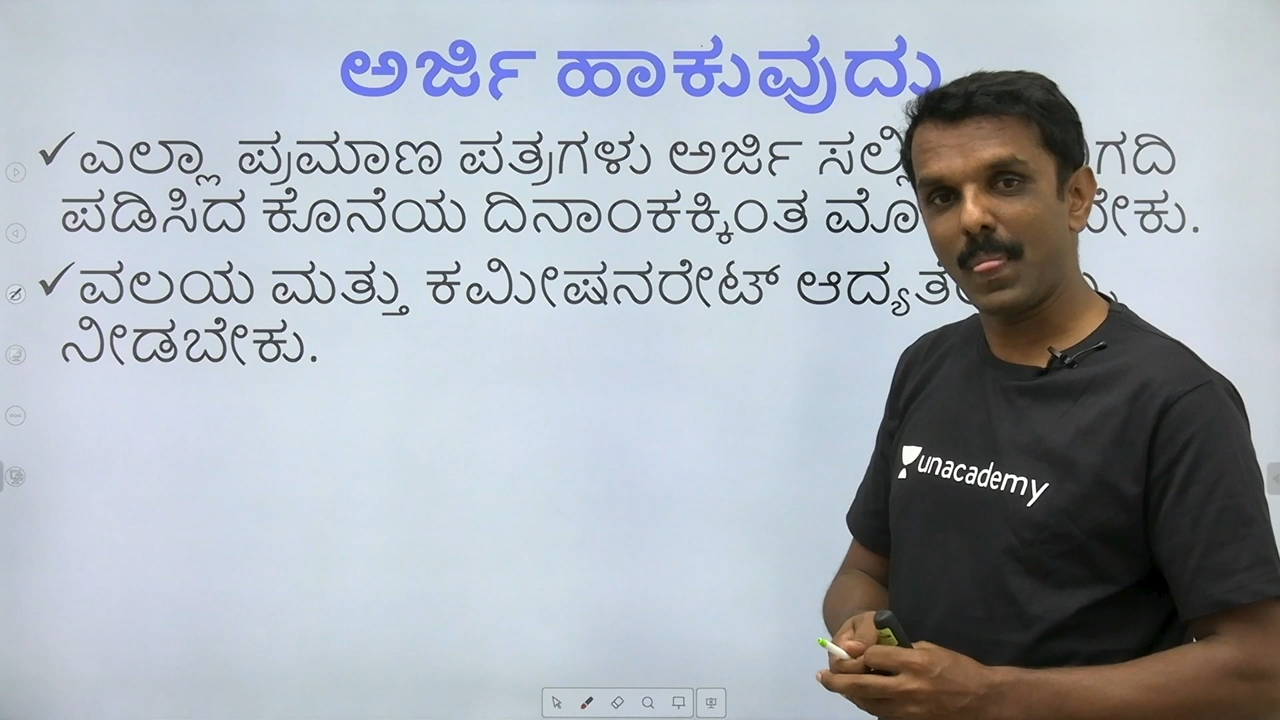 ಅರ್ಜಿ ಹಾಕುವುದು
✓ಎಲ್ಲಾ ಪ್ರಮಾಣ ಪತ್ರಗಳು ಅರ್ಜಿ
ಪಡಿಸಿದ ಕೊನೆಯ ದಿನಾಂಕಕ್ಕಿಂತ
✓ವಲಯ ಮತ್ತು ಕಮೀಷನರೇಟ್
ನೀಡಬೇಕು.
unacademy